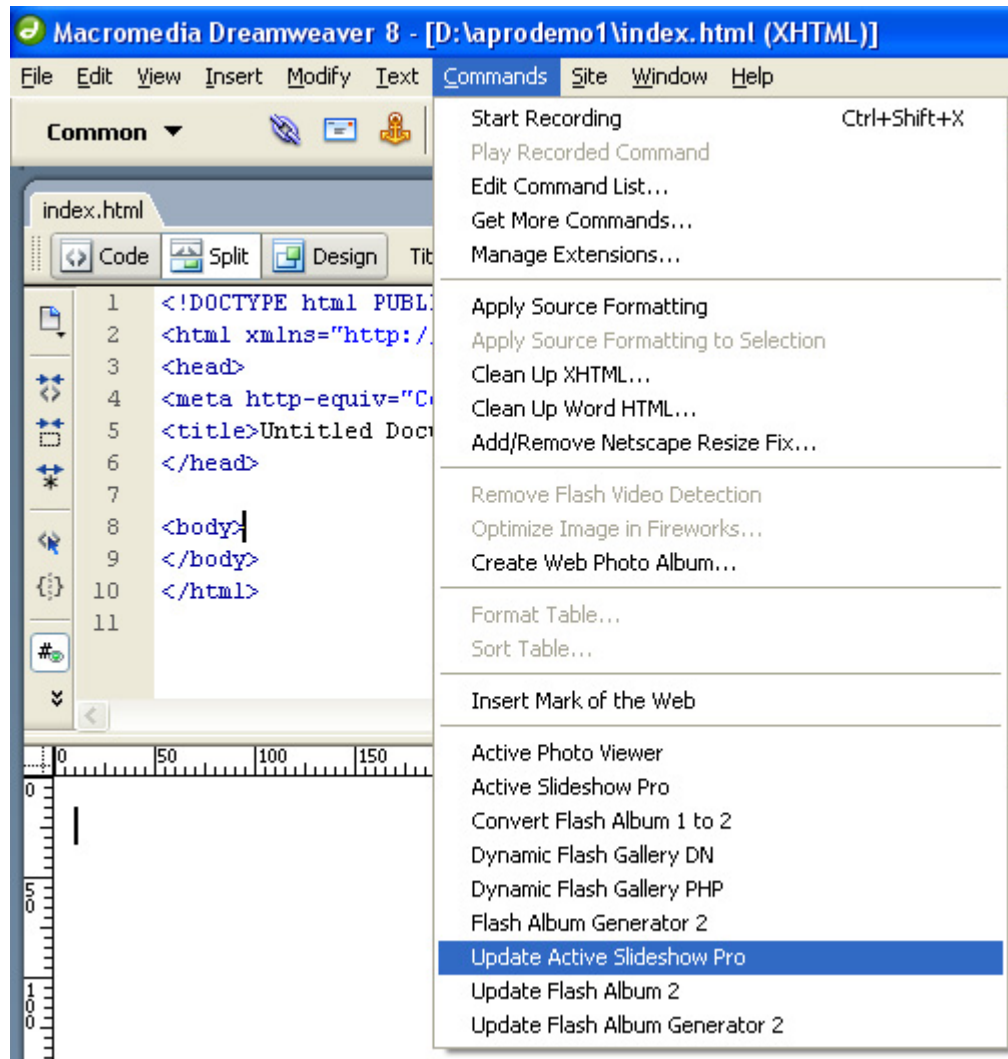 Macromedia Dreamweaver 8 - [D:\aprodemo1\index.html (XHTML)]
File Edit View Insert Modify Text Commands Site Window Help
Common
Start Recording Ctrl+Shift+X
Play Recorded Command
Edit Command List...
Get More Commands...
Manage Extensions...
Apply Source Formatting
Apply Source Formatting to Selection
Clean Up XHTML...
Clean Up Word HTML...
Add/Remove Netscape Resize Fix...
Remove Flash Video Detection
Optimize Image in Fireworks...
Create Web Photo Album...
Format Table...
Sort Table...
Insert Mark of the Web
Active Photo Viewer
Active Slideshow Pro
Convert Flash Album 1 to 2
Dynamic Flash Gallery DN
Dynamic Flash Gallery PHP
Flash Album Generator 2
Update Active Slideshow Pro
Update Flash Album 2
Update Flash Album Generator 2
index.html
Code Split Design Tit
1 <!DOCTYPE html PUBL
2 <html xmlns="http:/
3 <head>
4 <meta http-equiv="C
5 <title>Untitled Doc
6 </head>
7
8 <body>
9 </body>
10 </html>
11
0 50 100 150
0
50
100